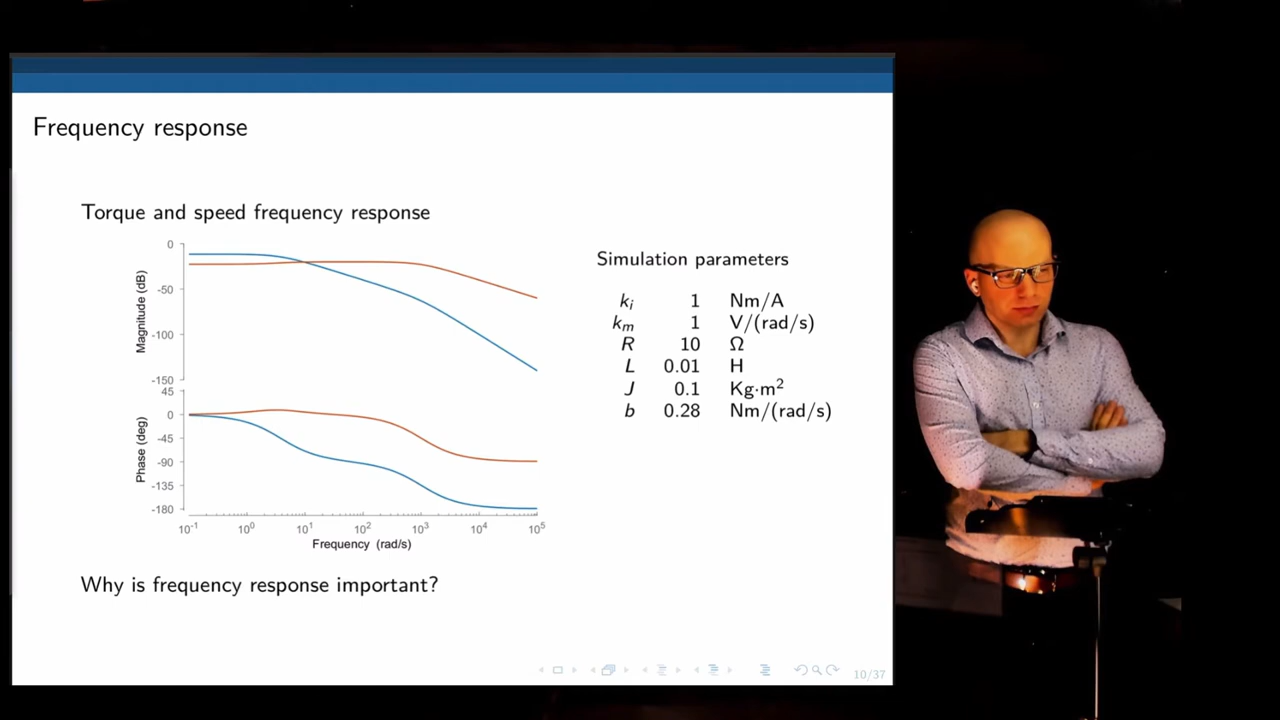 Frequency response
Torque and speed frequency response
Magnitude (dB)
0
-50
-100
-150
Phase (deg)
45
0
-45
-90
-135
-180
10⁻¹ 10⁰ 10¹ 10² 10³ 10⁴ 10⁵
Frequency (rad/s)
Simulation parameters
kᵢ 1 Nm/A
kₘ 1 V/(rad/s)
R 10 Ω
L 0.01 H
J 0.1 Kg·m²
b 0.28 Nm/(rad/s)
Why is frequency response important?
10/37